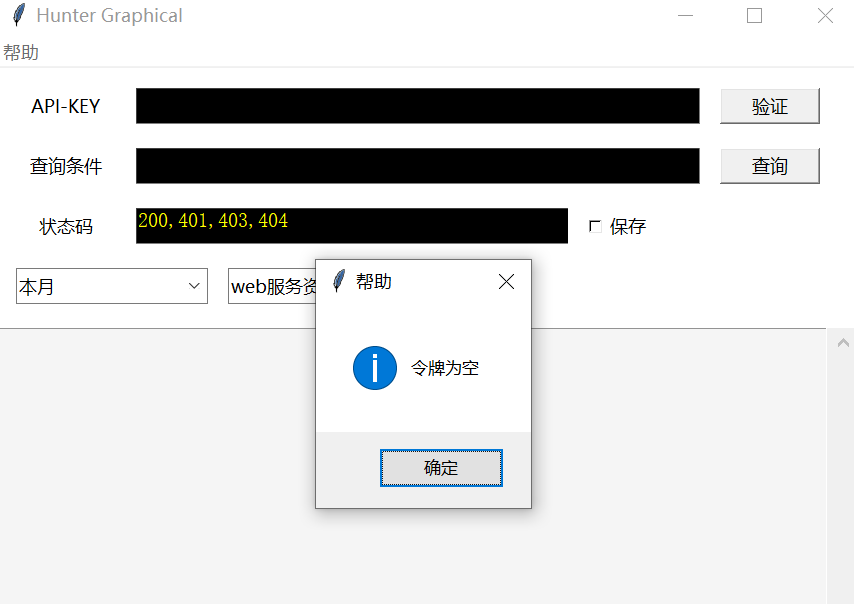 Hunter Graphical
帮助
API-KEY
验证
查询条件
查询
状态码
200,401,403,404
保存
本月
web服务资
帮助
令牌为空
确定